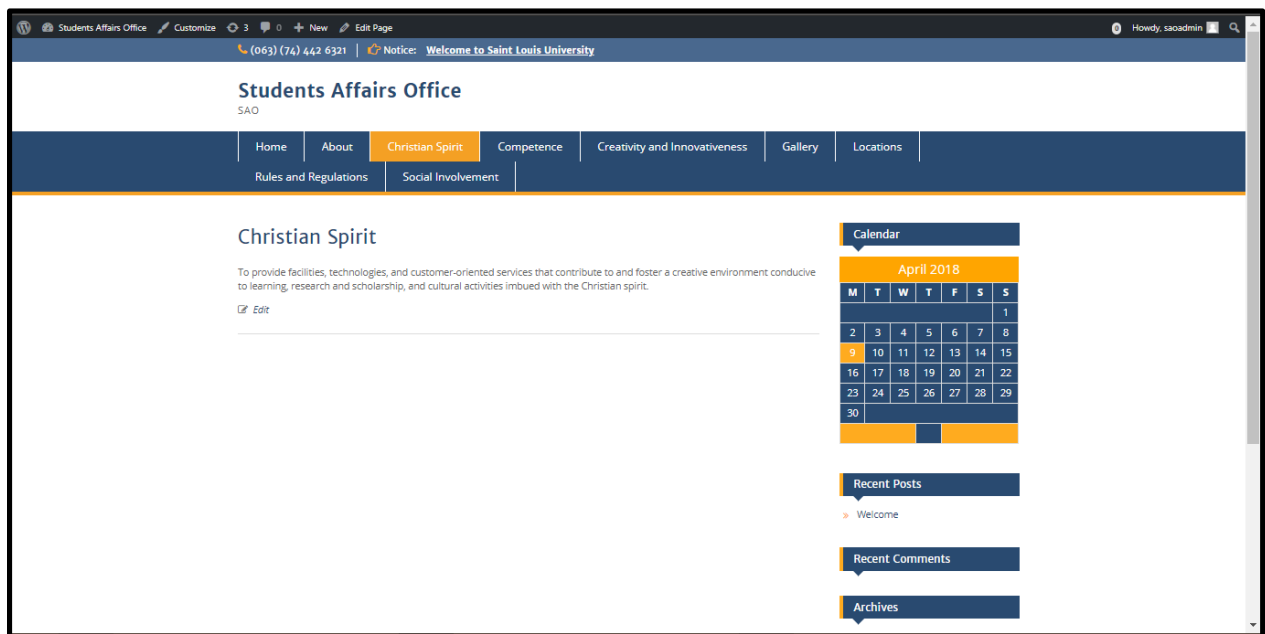 Students Affairs Office Customize 3 0 New Edit Page 0 Howdy, saoadmin
(063) (74) 442 6321 | Notice: Welcome to Saint Louis University
Students Affairs Office
SAO
Home About Christian Spirit Competence Creativity and Innovativeness Gallery Locations
Rules and Regulations Social Involvement
Christian Spirit
To provide facilities, technologies, and customer-oriented services that contribute to and foster a creative environment conducive
to learning, research and scholarship, and cultural activities imbued with the Christian spirit.
Edit
Calendar
April 2018
M T W T F S S
1
2 3 4 5 6 7 8
9 10 11 12 13 14 15
16 17 18 19 20 21 22
23 24 25 26 27 28 29
30
Recent Posts
» Welcome
Recent Comments
Archives